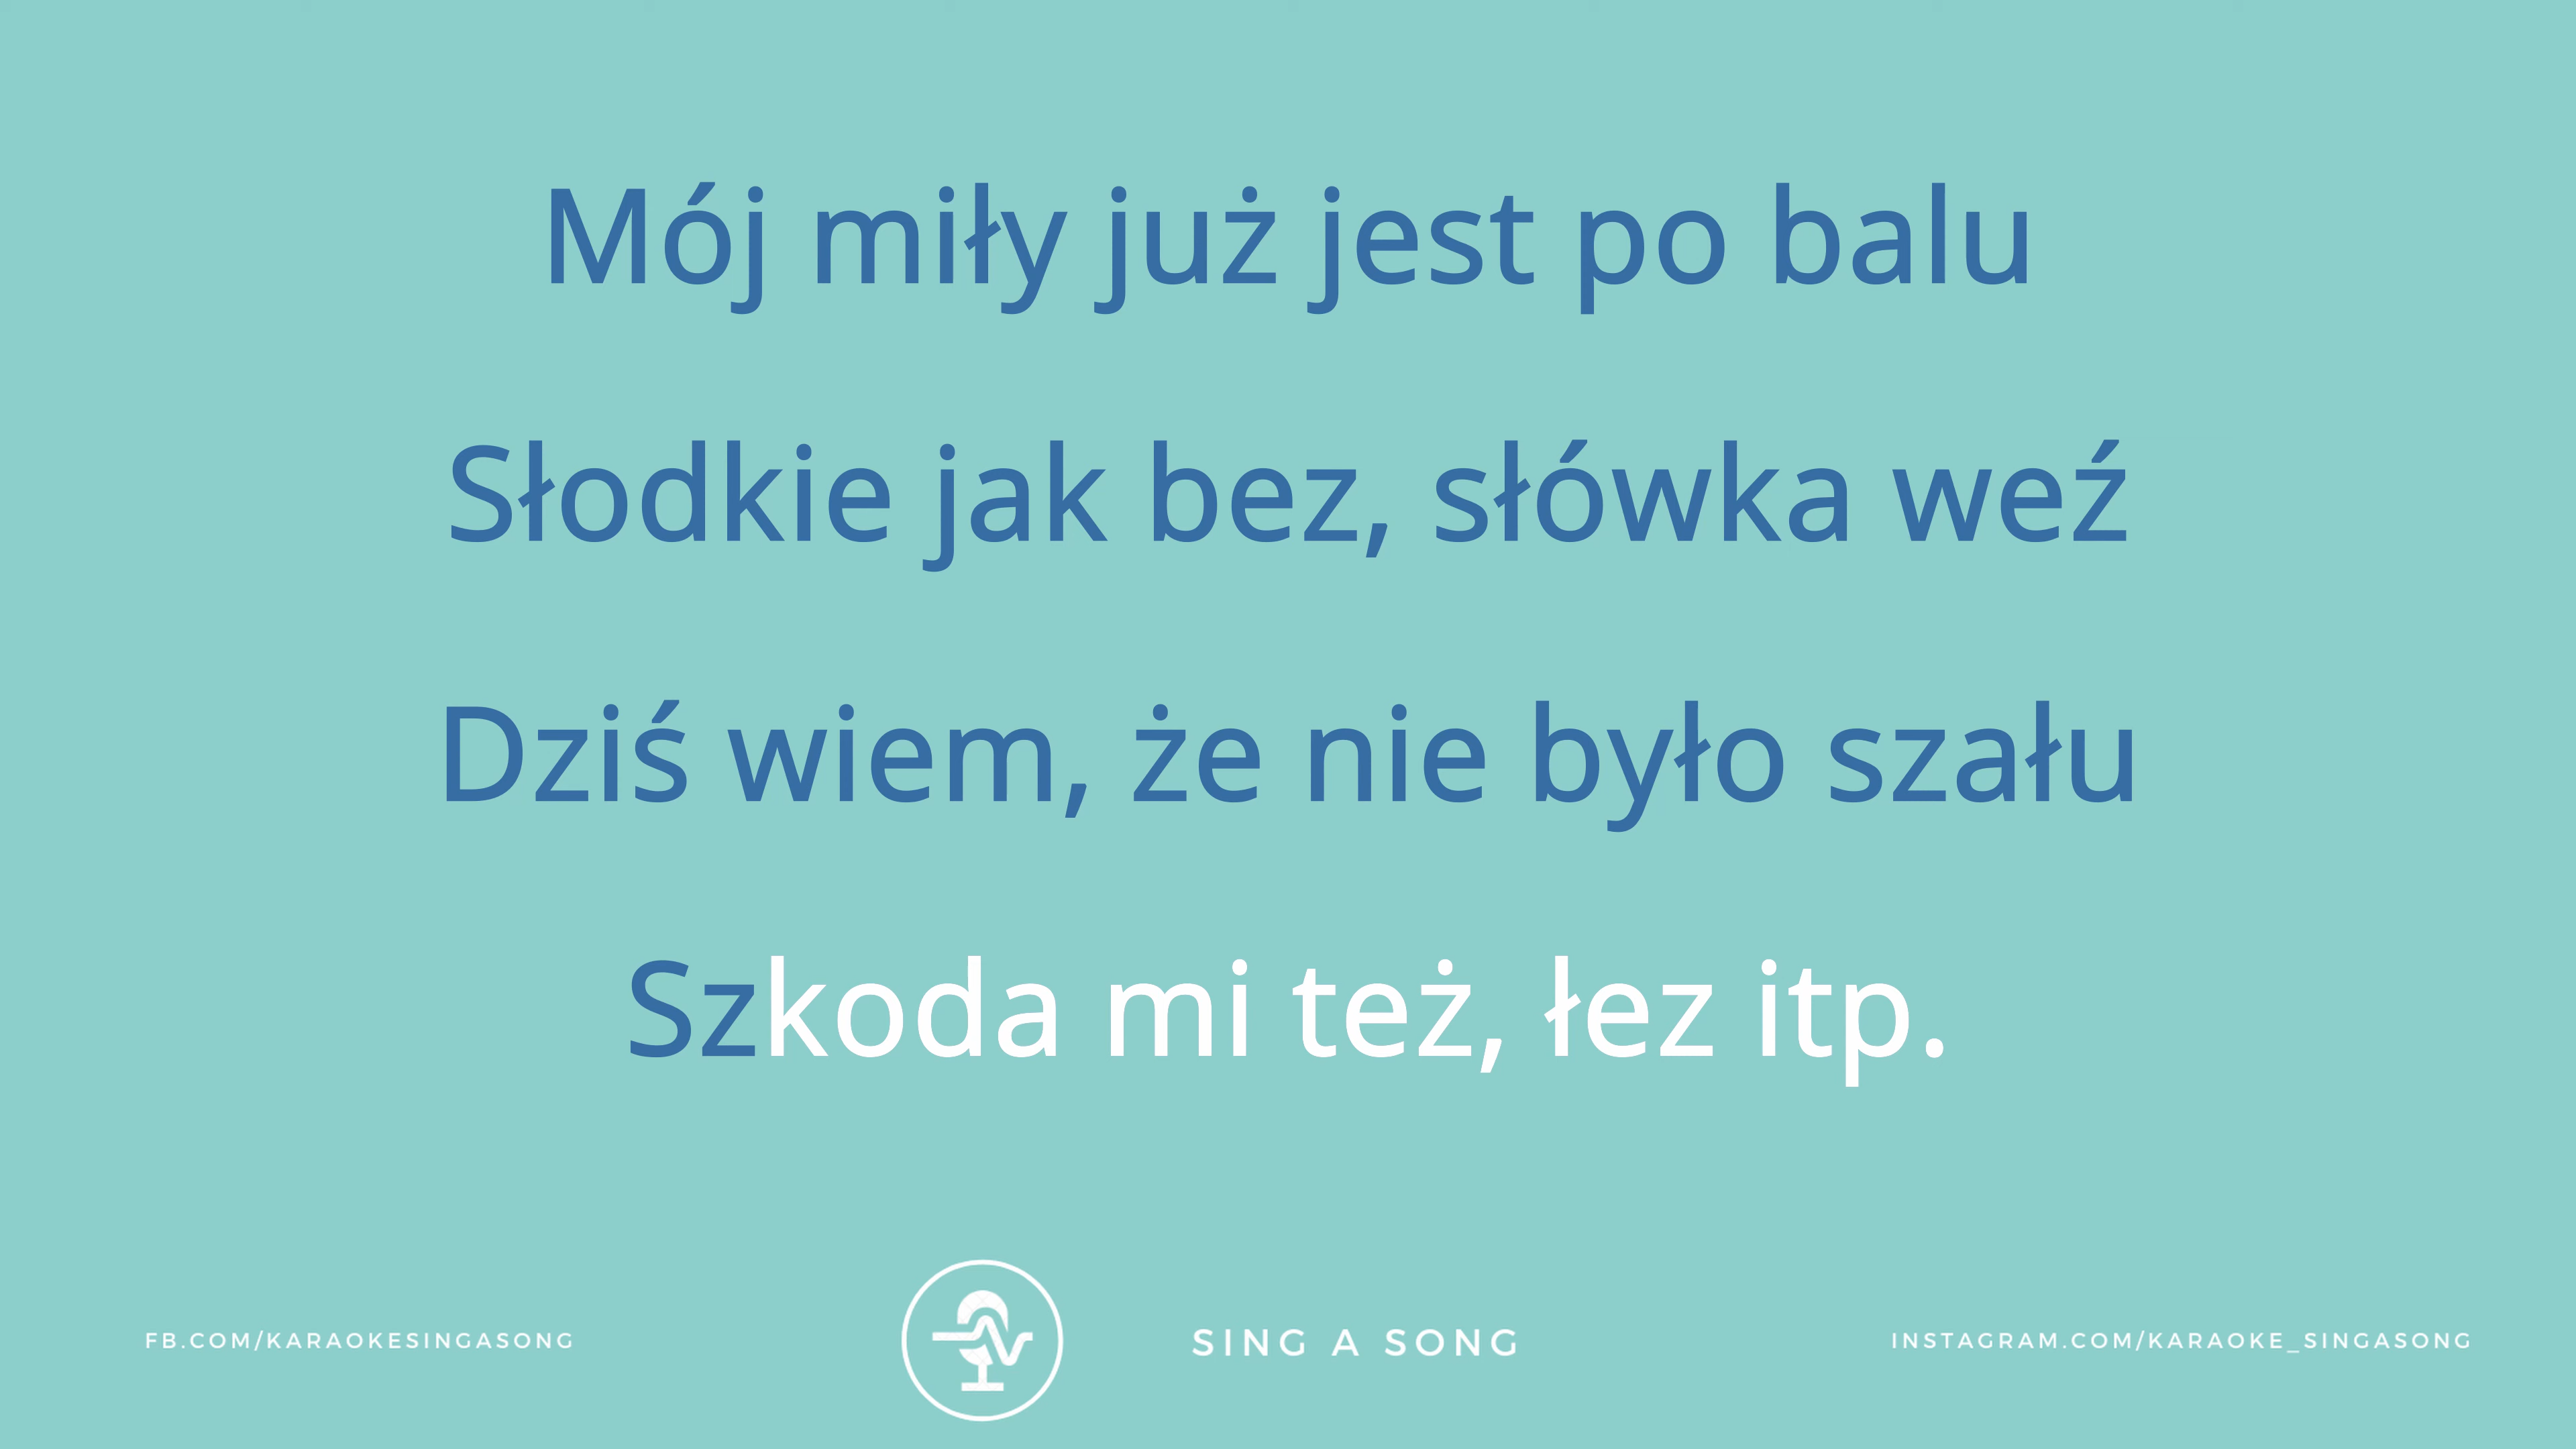 Mój miły już jest po balu
Słodkie jak bez, słówka weź
Dziś wiem, że nie było szału
Szkoda mi też, łez itp.
FB.COM/KARAOKESINGASONG
SING A SONG
INSTAGRAM.COM/KARAOKE_SINGASONG